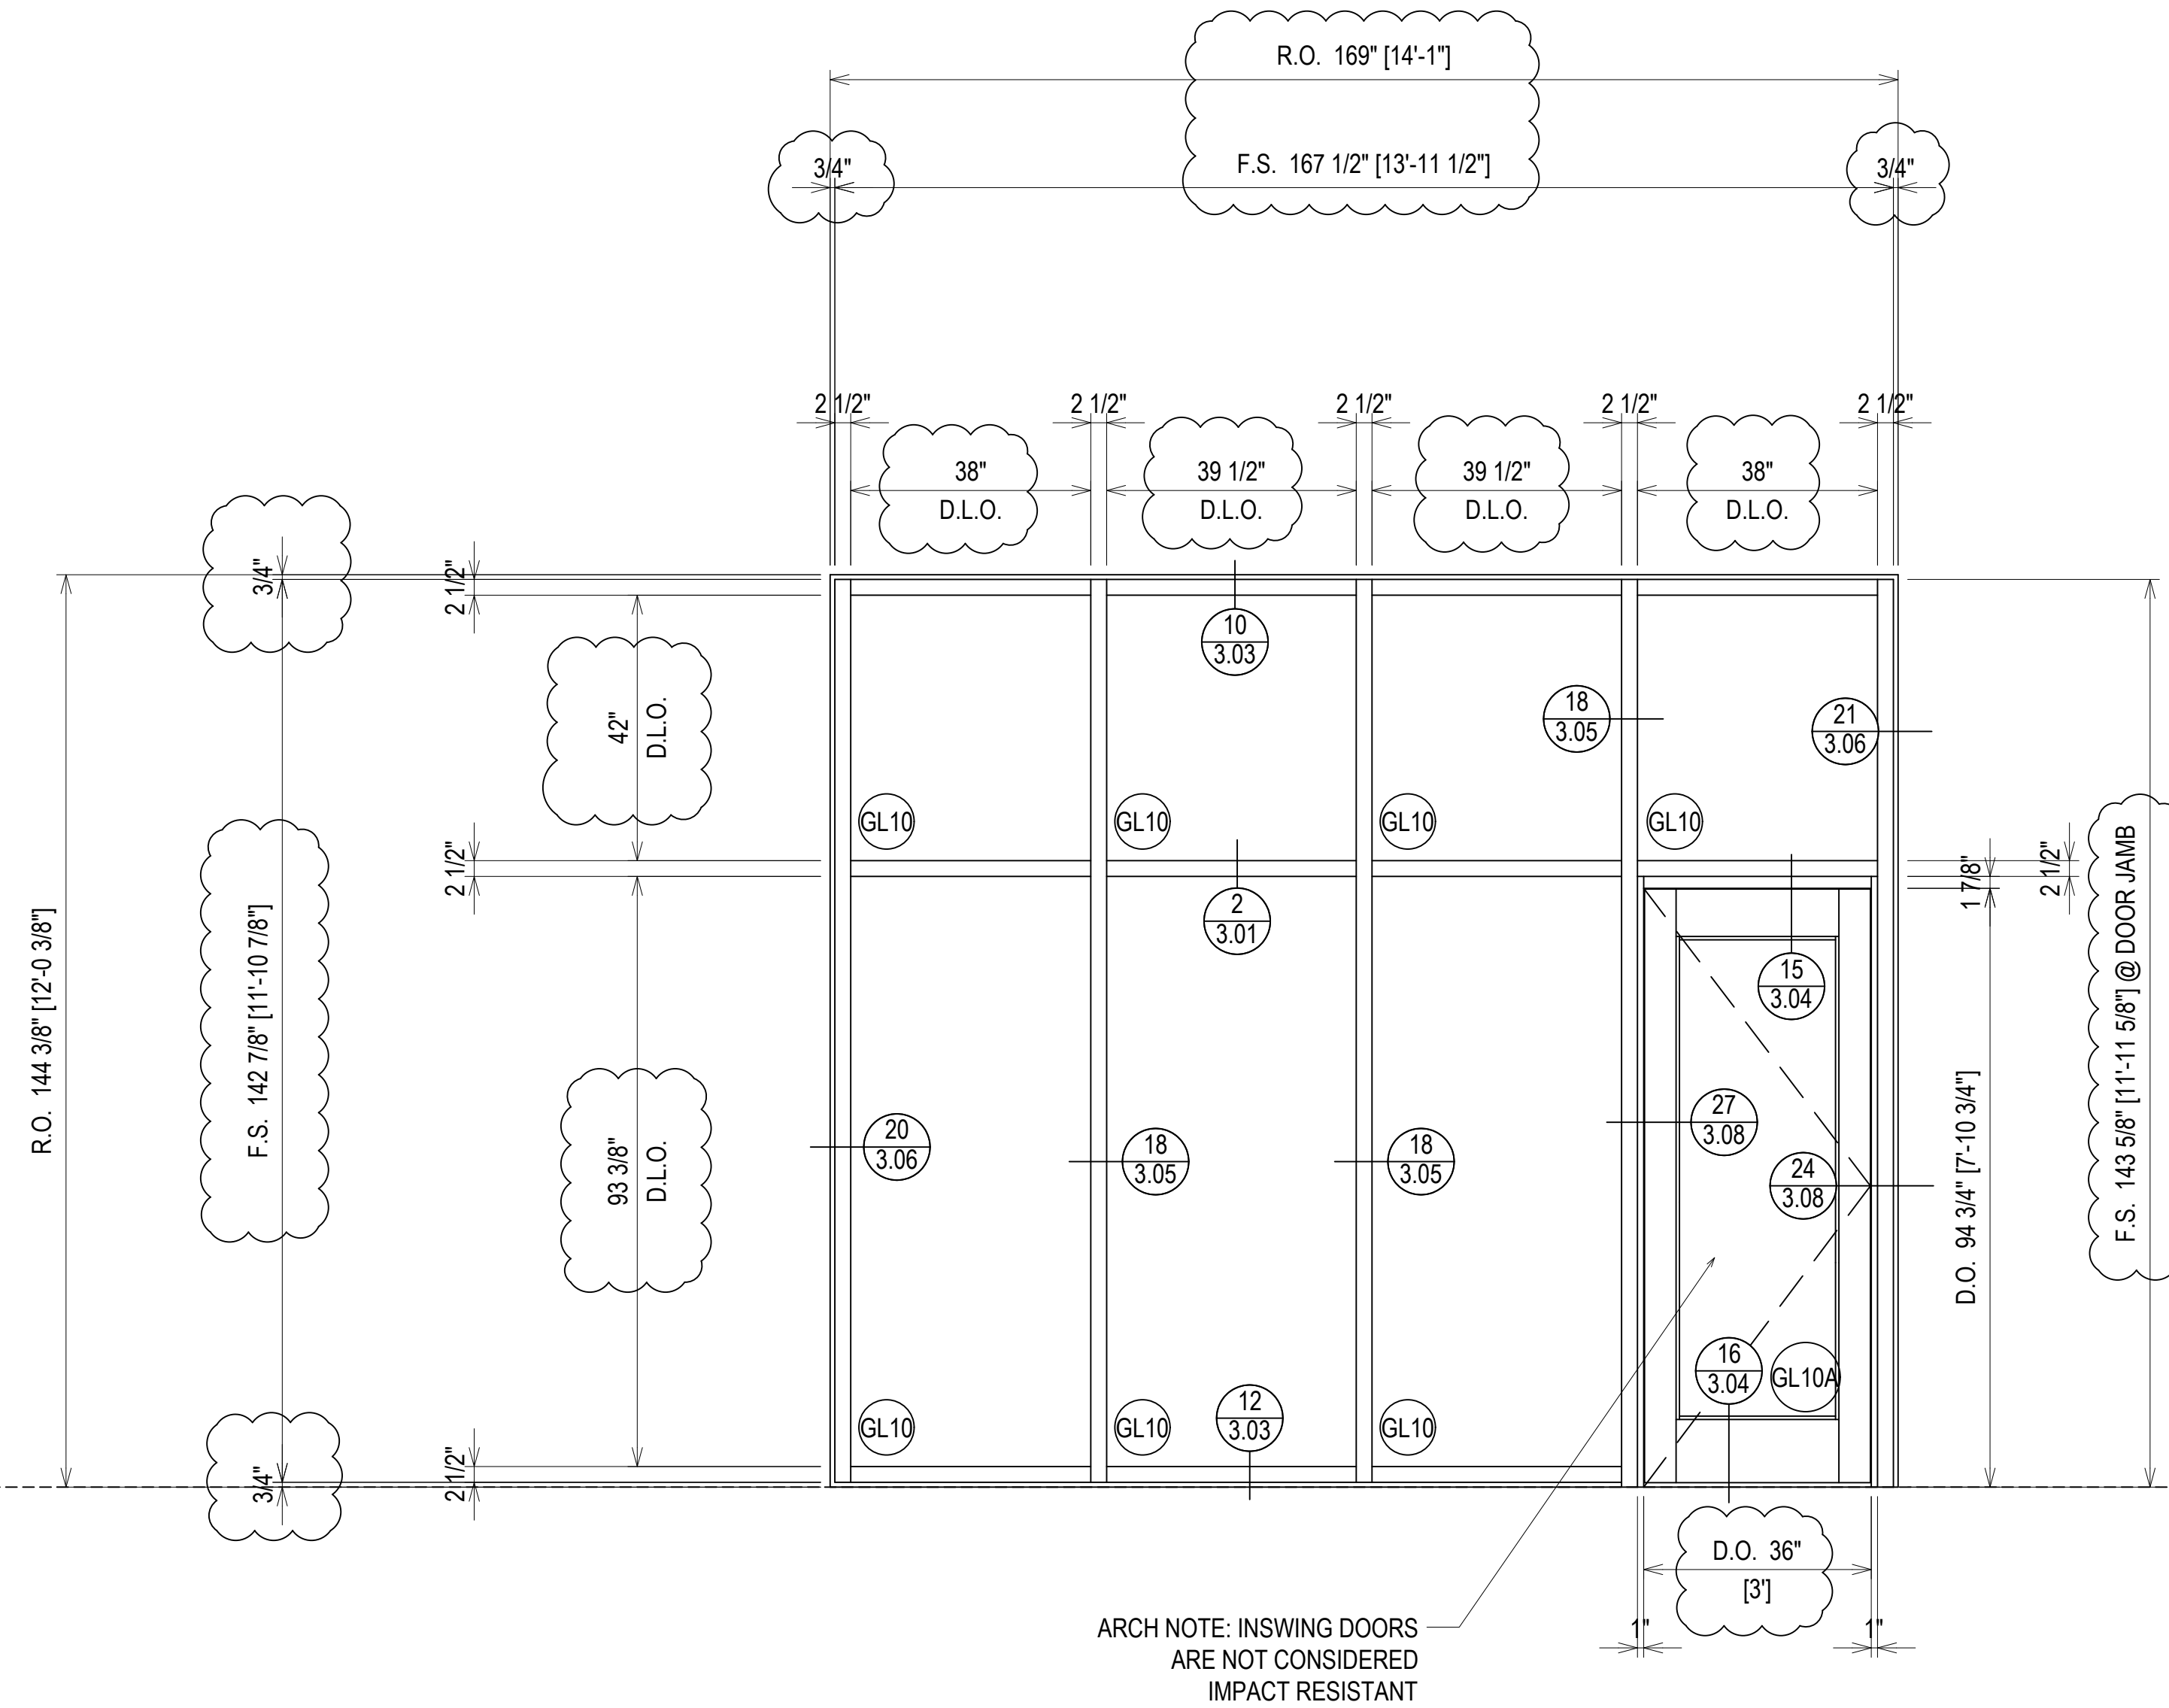 R.O. 169" [14'-1"]
3/4"
F.S. 167 1/2" [13'-11 1/2"]
3/4"
2 1/2"
2 1/2"
2 1/2"
2 1/2"
2 1/2"
38"
D.L.O.
39 1/2"
D.L.O.
39 1/2"
D.L.O.
38"
D.L.O.
3/4"
2 1/2"
10
3.03
42"
D.L.O.
18
3.05
21
3.06
GL10
GL10
GL10
GL10
2 1/2"
1 7/8"
2 1/2"
2
3.01
R.O. 144 3/8" [12'-0 3/8"]
F.S. 142 7/8" [11'-10 7/8"]
F.S. 143 5/8" [11'-11 5/8"] @ DOOR JAMB
15
3.04
93 3/8"
D.L.O.
20
3.06
18
3.05
18
3.05
27
3.08
24
3.08
D.O. 94 3/4" [7'-10 3/4"]
16
3.04
GL10A
12
3.03
GL10
GL10
GL10
3/4"
2 1/2"
D.O. 36"
[3']
1"
1"
ARCH NOTE: INSWING DOORS
ARE NOT CONSIDERED
IMPACT RESISTANT